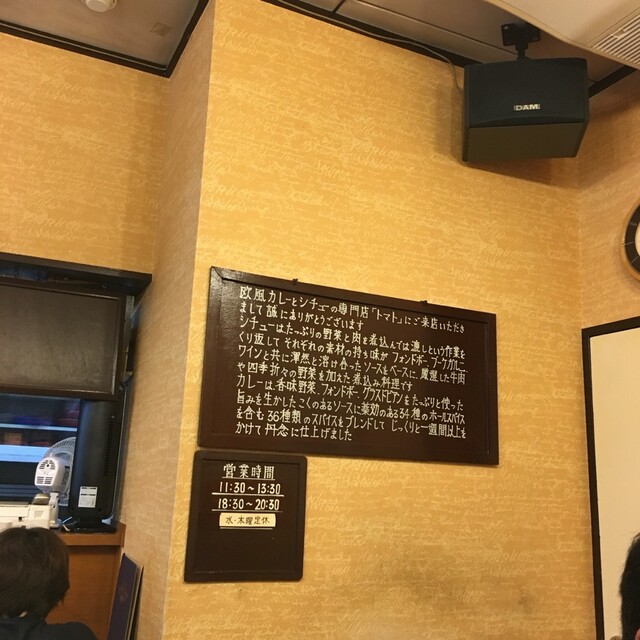 DAM
欧風カレーとシチューの専門店「トマト」にご来店いただき
まして誠にありがとうございます
シチューはたっぷりの野菜と肉を煮込んでは漉しという作業を
くり返して それぞれの素材の持ち味が フォンドボー ブーケガルニ
ワインと共に渾然と溶け合った ソースをベースに 厳選した牛肉
や四季折々の野菜を加えた煮込み料理です
カレーは香味野菜 フォンドボー グラスドビアンをたっぷりと使った
旨みを生かしたこくのあるソースに薬効のある34種のホールスパイス
を含む 36種類のスパイスをブレンドして じっくりと一週間以上を
かけて 丹念に仕上げました
営業時間
11:30～13:30
18:30～20:30
水・木曜定休